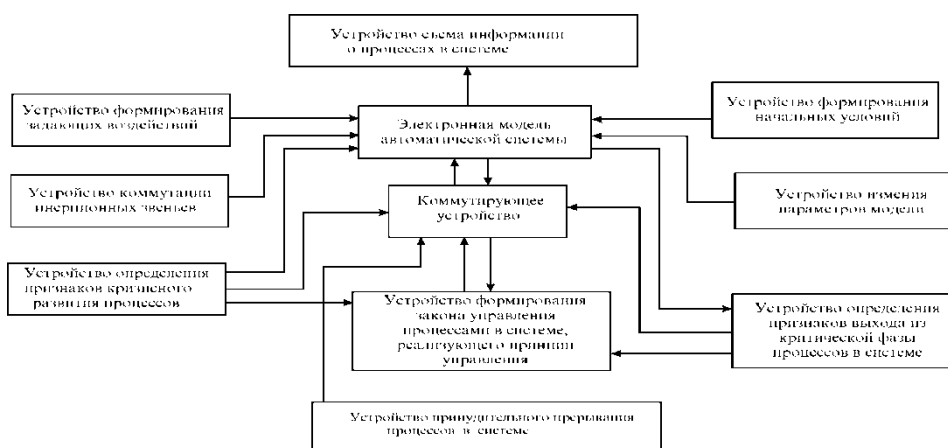 Устройство съема информации
о процессах в системе
Устройство формирования
задающих воздействий
Электронная модель
автоматической системы
Устройство формирования
начальных условий
Устройство коммутации
инерционных звеньев
Коммутирующее
устройство
Устройство измения
параметров модели
Устройство определения
признаков кризисного
развития процессов
Устройство формирования
закона управления
процессами в системе,
реализующего принцип
управления
Устройство определения
признаков выхода из
критической фазы
процессов в системе
Устройство принудительного прерывания
процессов в системе